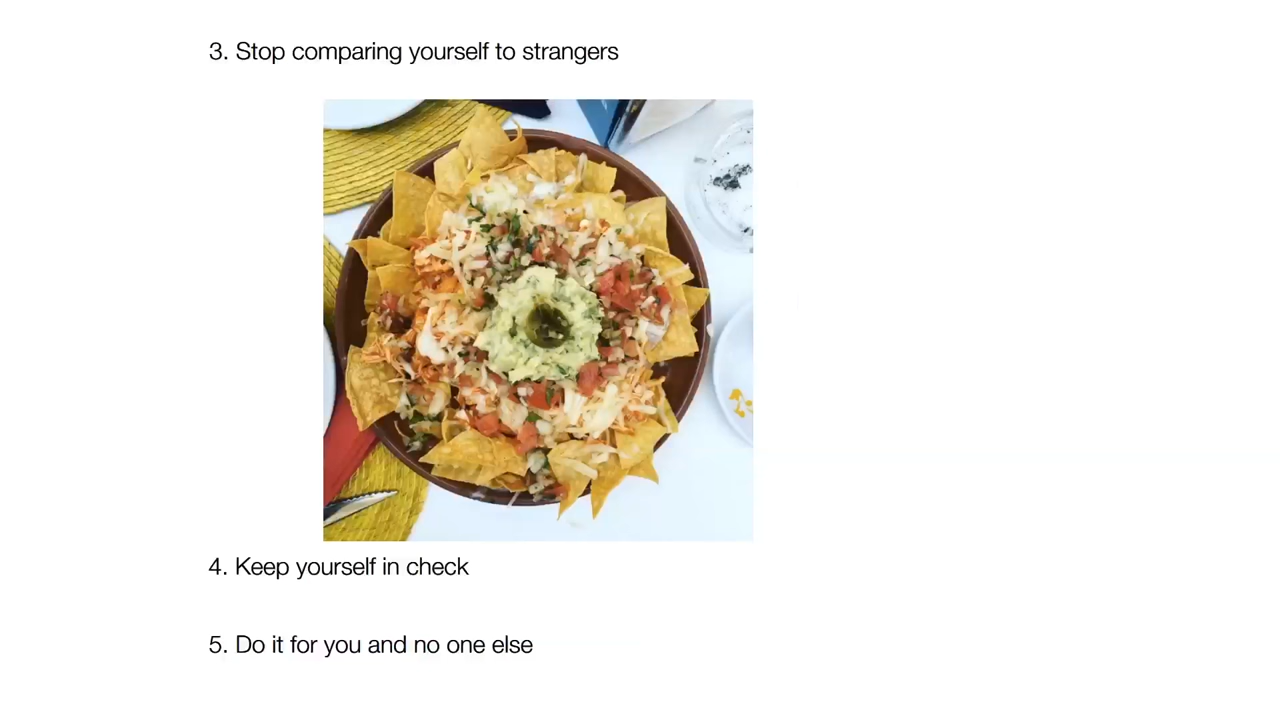 3. Stop comparing yourself to strangers
4. Keep yourself in check
5. Do it for you and no one else